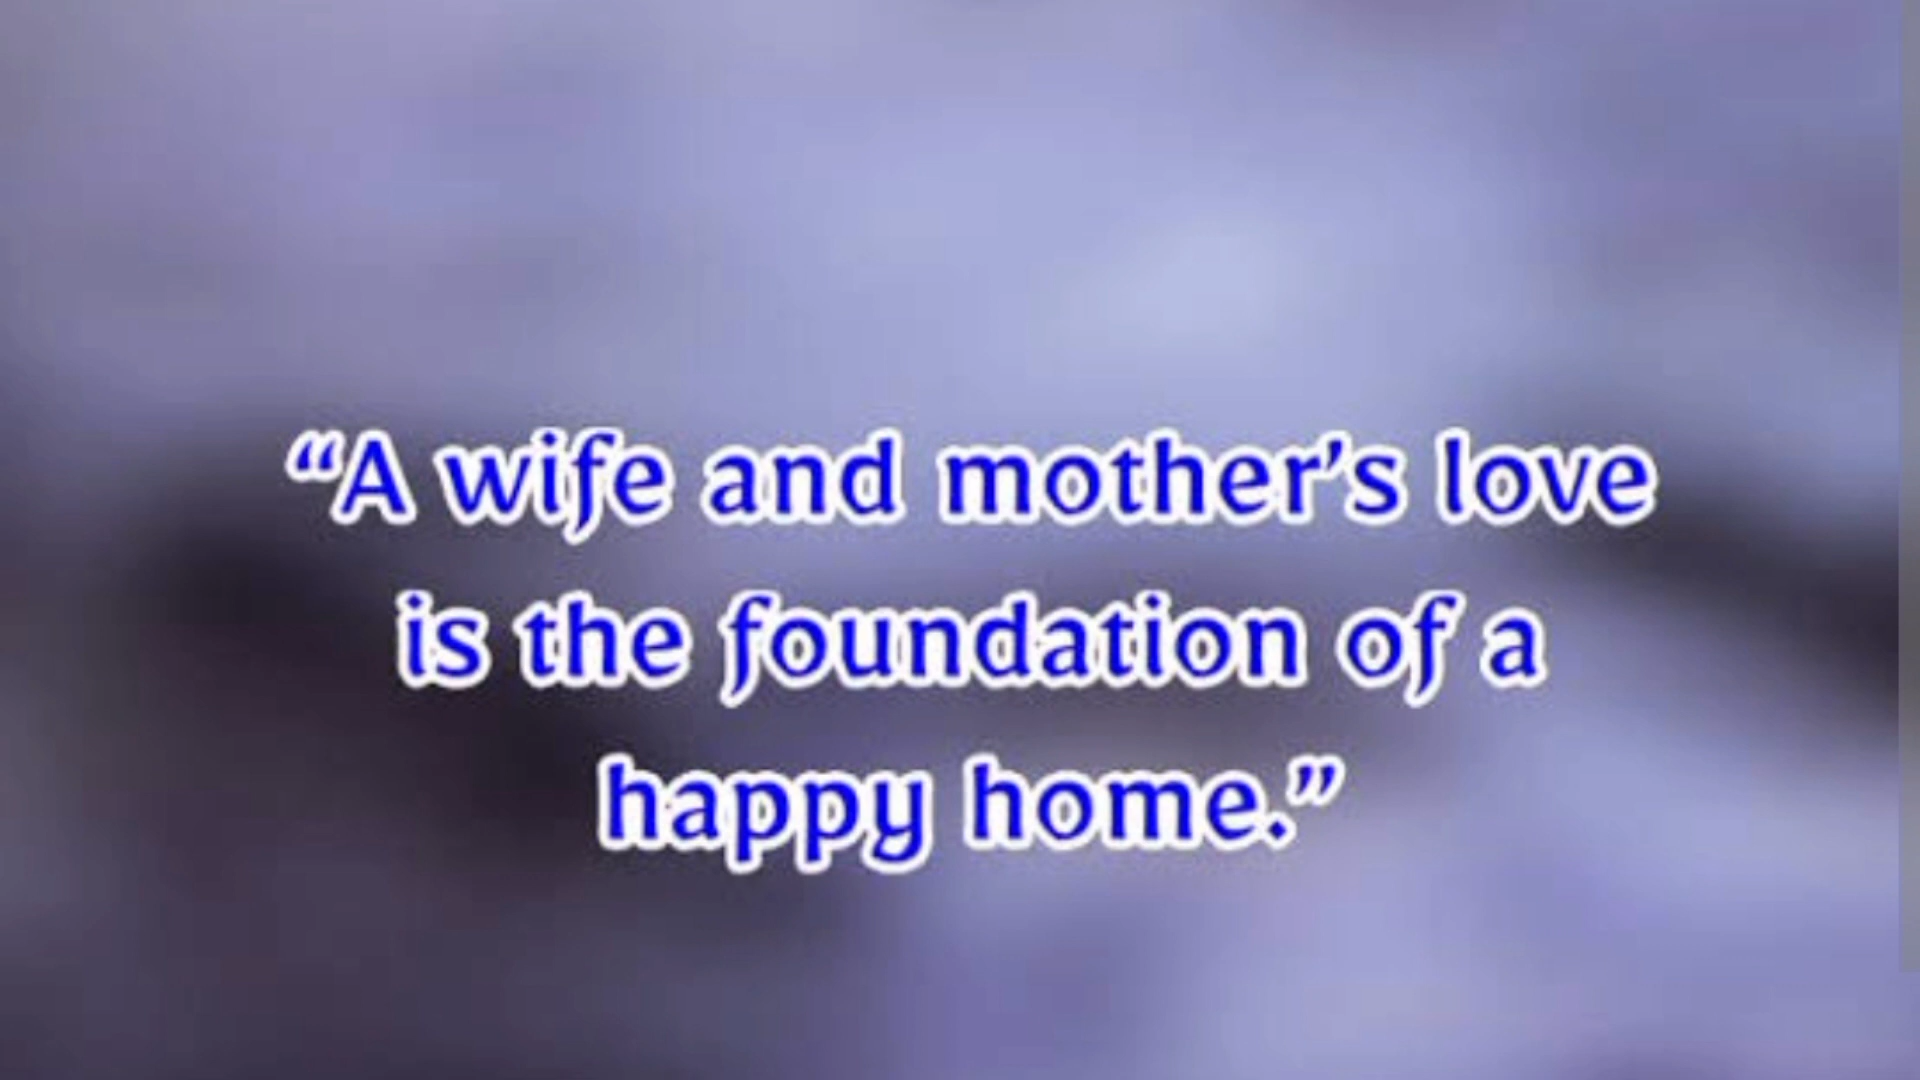 “A wife and mother’s love
is the foundation of a
happy home.”